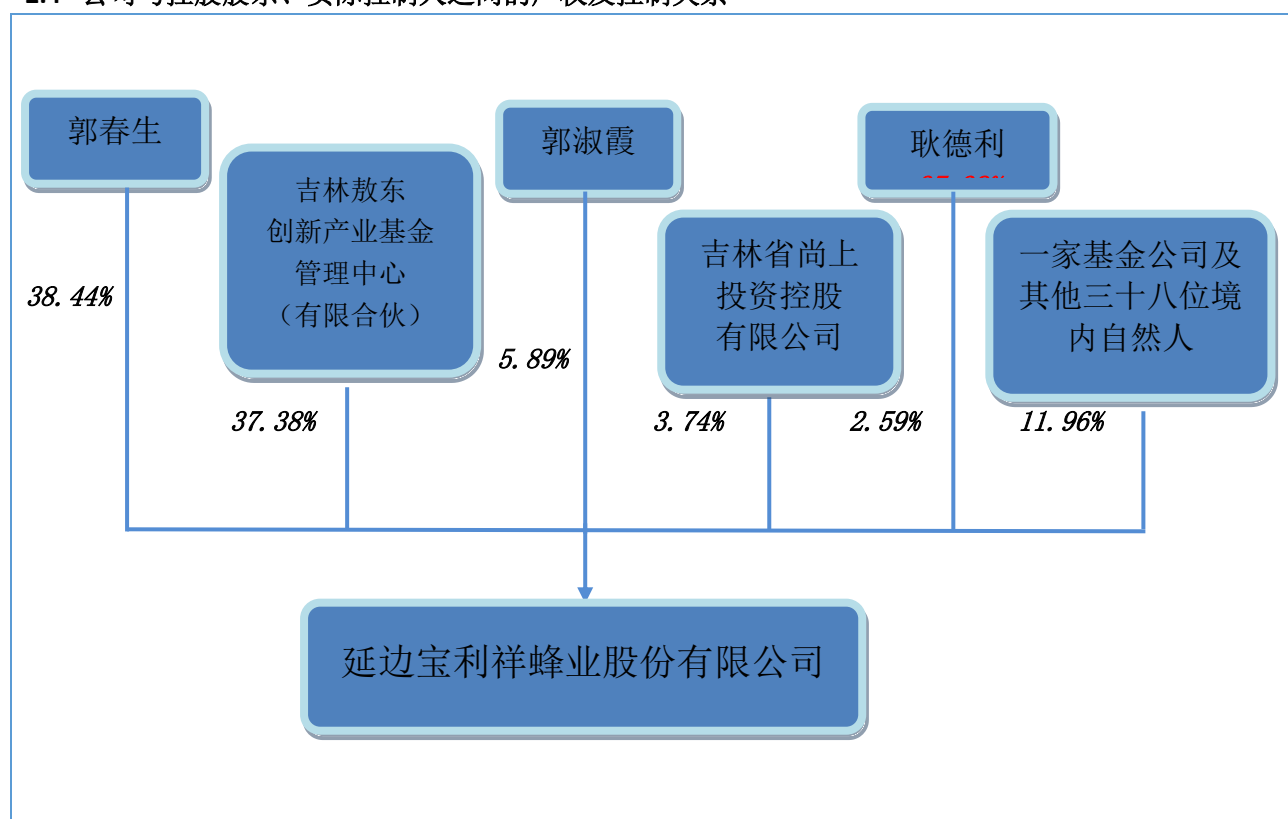 郭春生
郭淑霞
耿德利
吉林敖东
创新产业基金
管理中心
（有限合伙）
吉林省尚上
投资控股
有限公司
一家基金公司及
其他三十八位境
内自然人
38.44%
5.89%
37.38%
3.74%
2.59%
11.96%
延边宝利祥蜂业股份有限公司